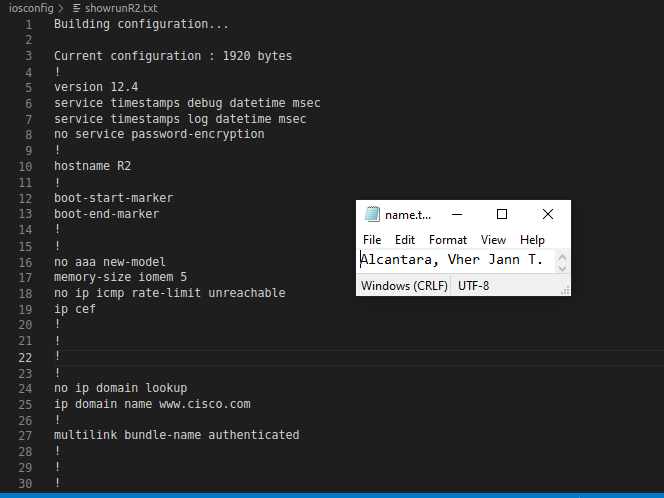 iosconfig > showrunR2.txt
1 Building configuration...
2
3 Current configuration : 1920 bytes
4 !
5 version 12.4
6 service timestamps debug datetime msec
7 service timestamps log datetime msec
8 no service password-encryption
9 !
10 hostname R2
11 !
12 boot-start-marker
13 boot-end-marker
14 !
15 !
16 no aaa new-model
17 memory-size iomem 5
18 no ip icmp rate-limit unreachable
19 ip cef
20 !
21 !
22 !
23 !
24 no ip domain lookup
25 ip domain name www.cisco.com
26 !
27 multilink bundle-name authenticated
28 !
29 !
30 !
name.t...
File Edit Format View Help
Alcantara, Vher Jann T.
Windows (CRLF) UTF-8